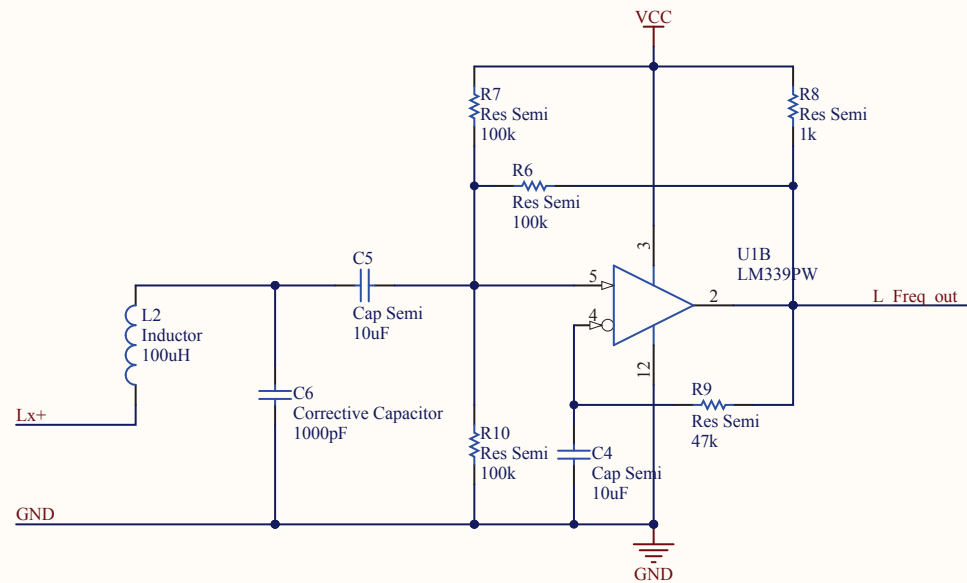 VCC
R7
Res Semi
100k
R8
Res Semi
1k
R6
Res Semi
100k
3
U1B
LM339PW
C5
Cap Semi
10uF
5
4
2
L_Freq_out
12
L2
Inductor
100uH
C6
Corrective Capacitor
1000pF
Lx+
R9
Res Semi
47k
R10
Res Semi
100k
C4
Cap Semi
10uF
GND
GND